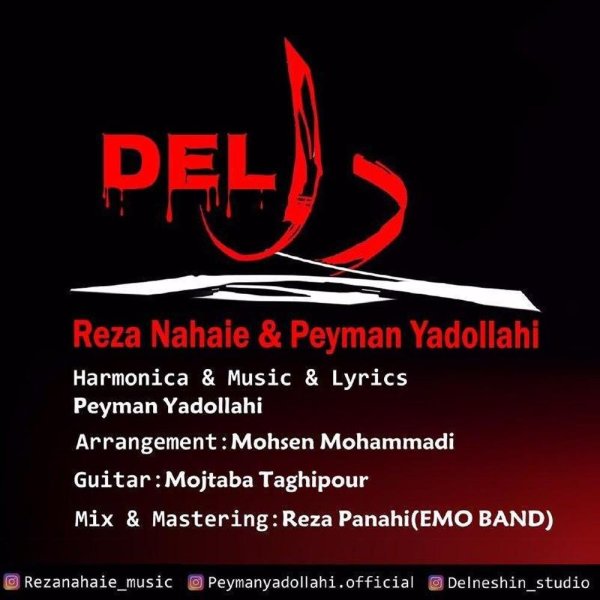 DEL دل
Reza Nahaie & Peyman Yadollahi
Harmonica & Music & Lyrics
Peyman Yadollahi
Arrangement:Mohsen Mohammadi
Guitar:Mojtaba Taghipour
Mix & Mastering:Reza Panahi(EMO BAND)
Rezanahaie_music Peymanyadollahi.official Delneshin_studio